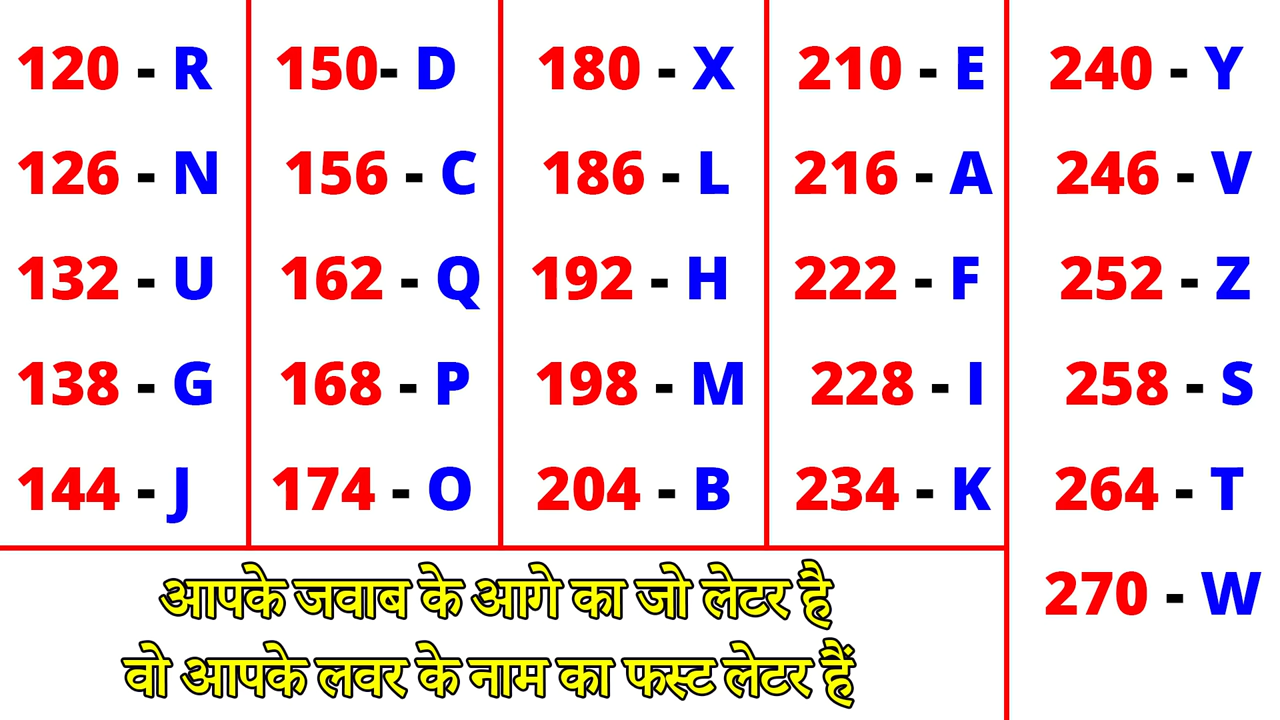 120 - R
126 - N
132 - U
138 - G
144 - J
150- D
156 - C
162 - Q
168 - P
174 - O
180 - X
186 - L
192 - H
198 - M
204 - B
210 - E
216 - A
222 - F
228 - I
234 - K
240 - Y
246 - V
252 - Z
258 - S
264 - T
270 - W
आपके जवाब के आगे का जो लेटर है
वो आपके लवर के नाम का फस्ट लेटर हैं